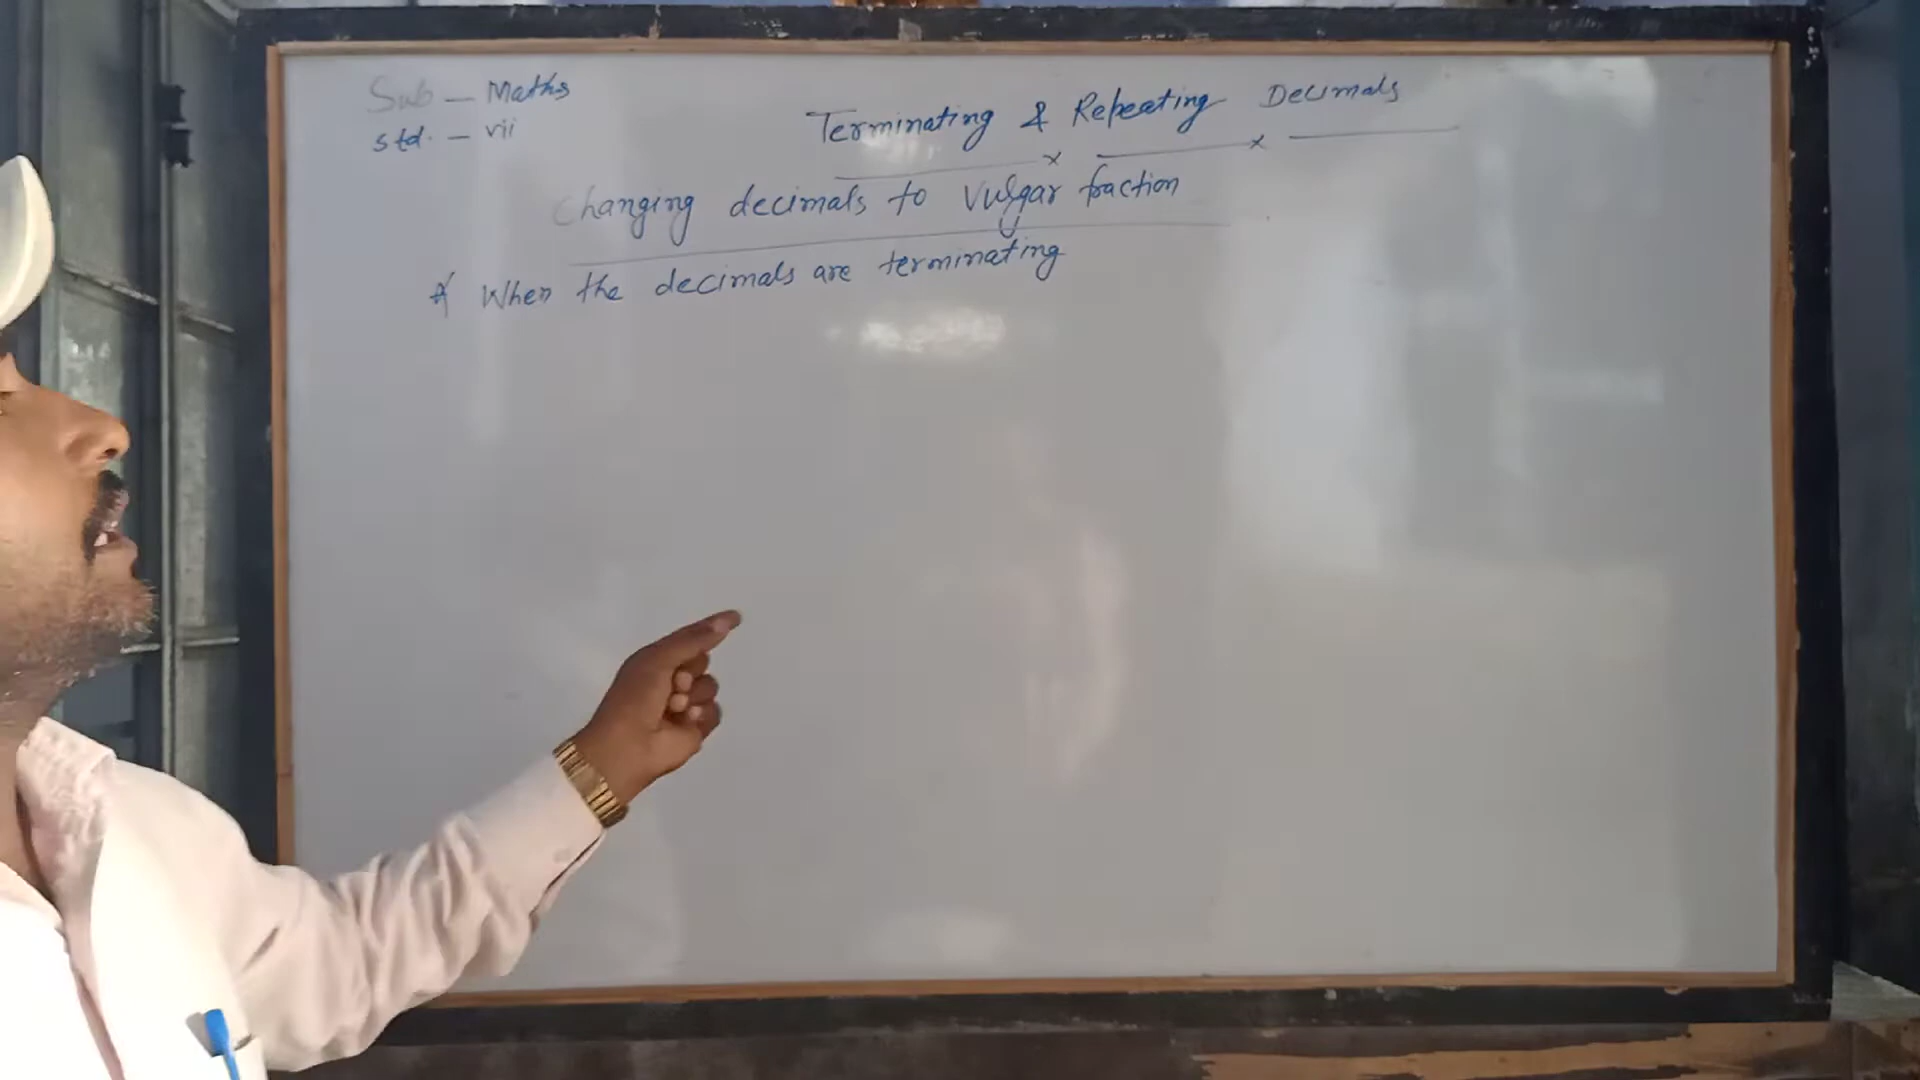 Sub - Maths
Std. - vii
Terminating & Repeating Decimals
Changing decimals to Vulgar fraction
When the decimals are terminating